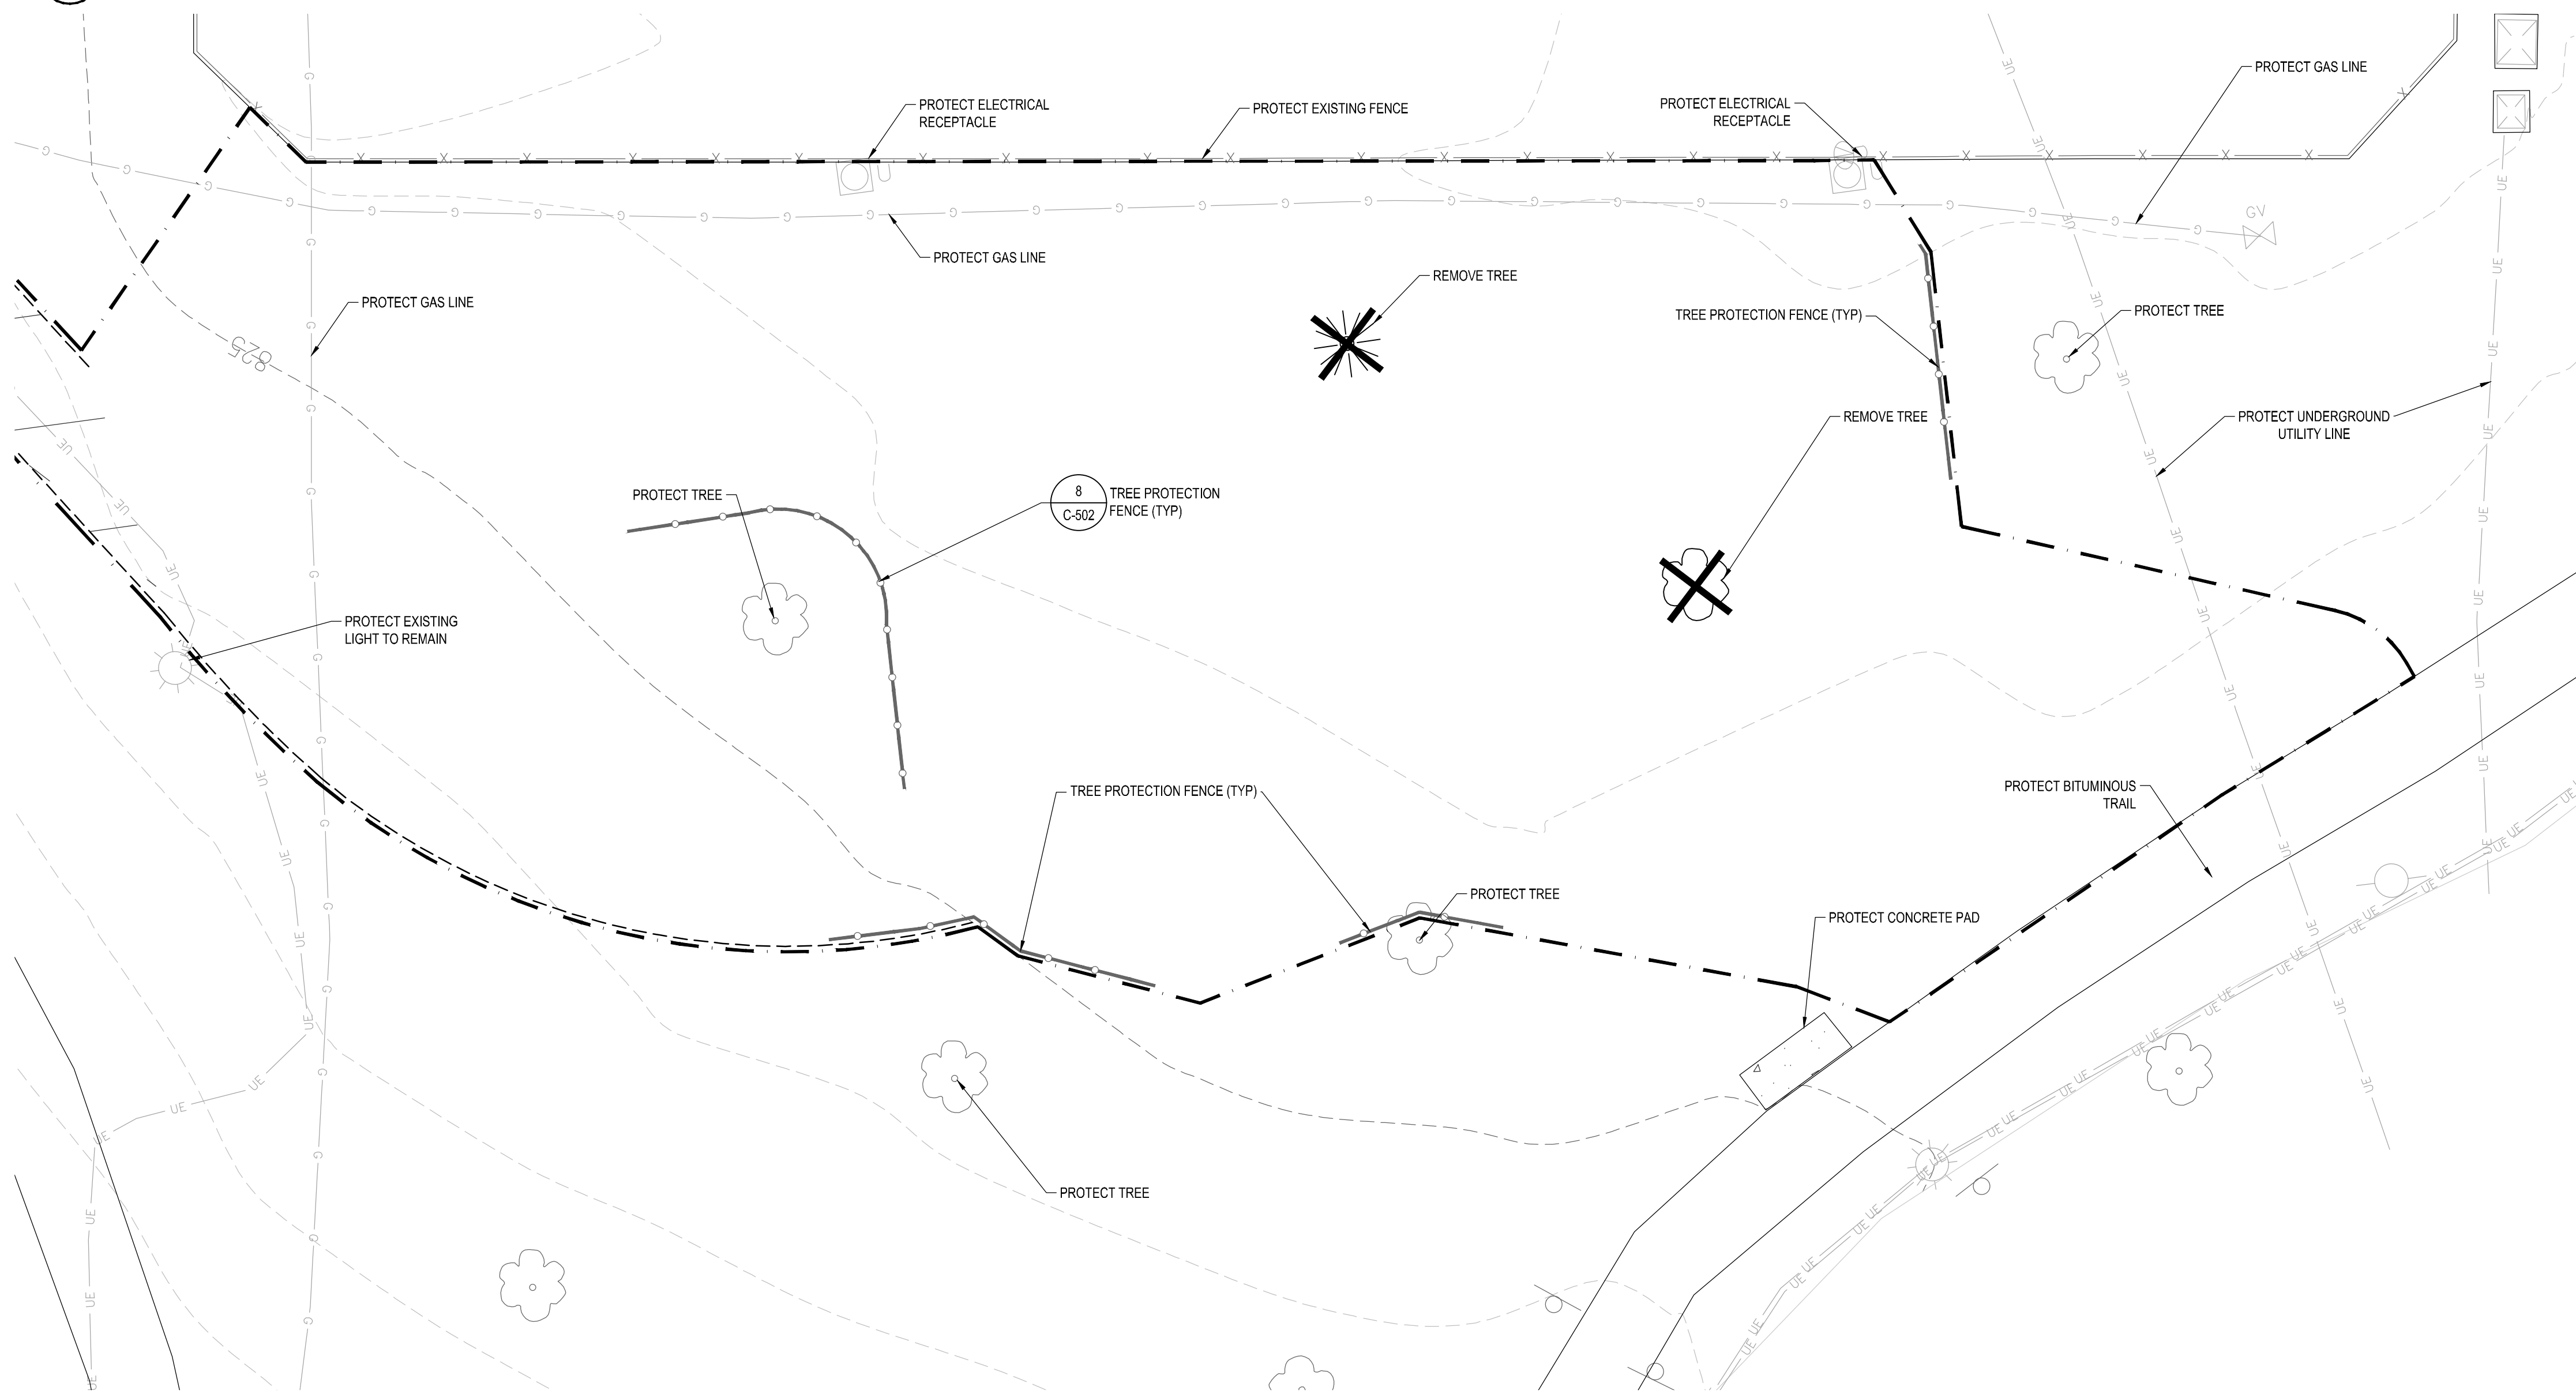 PROTECT GAS LINE
PROTECT ELECTRICAL
RECEPTACLE
PROTECT EXISTING FENCE
PROTECT ELECTRICAL
RECEPTACLE
GV
PROTECT GAS LINE
PROTECT GAS LINE
REMOVE TREE
TREE PROTECTION FENCE (TYP)
PROTECT TREE
825
REMOVE TREE
PROTECT UNDERGROUND
UTILITY LINE
PROTECT TREE
8
C-502
TREE PROTECTION
FENCE (TYP)
PROTECT EXISTING
LIGHT TO REMAIN
TREE PROTECTION FENCE (TYP)
PROTECT BITUMINOUS
TRAIL
PROTECT TREE
PROTECT CONCRETE PAD
PROTECT TREE
G
UE
X